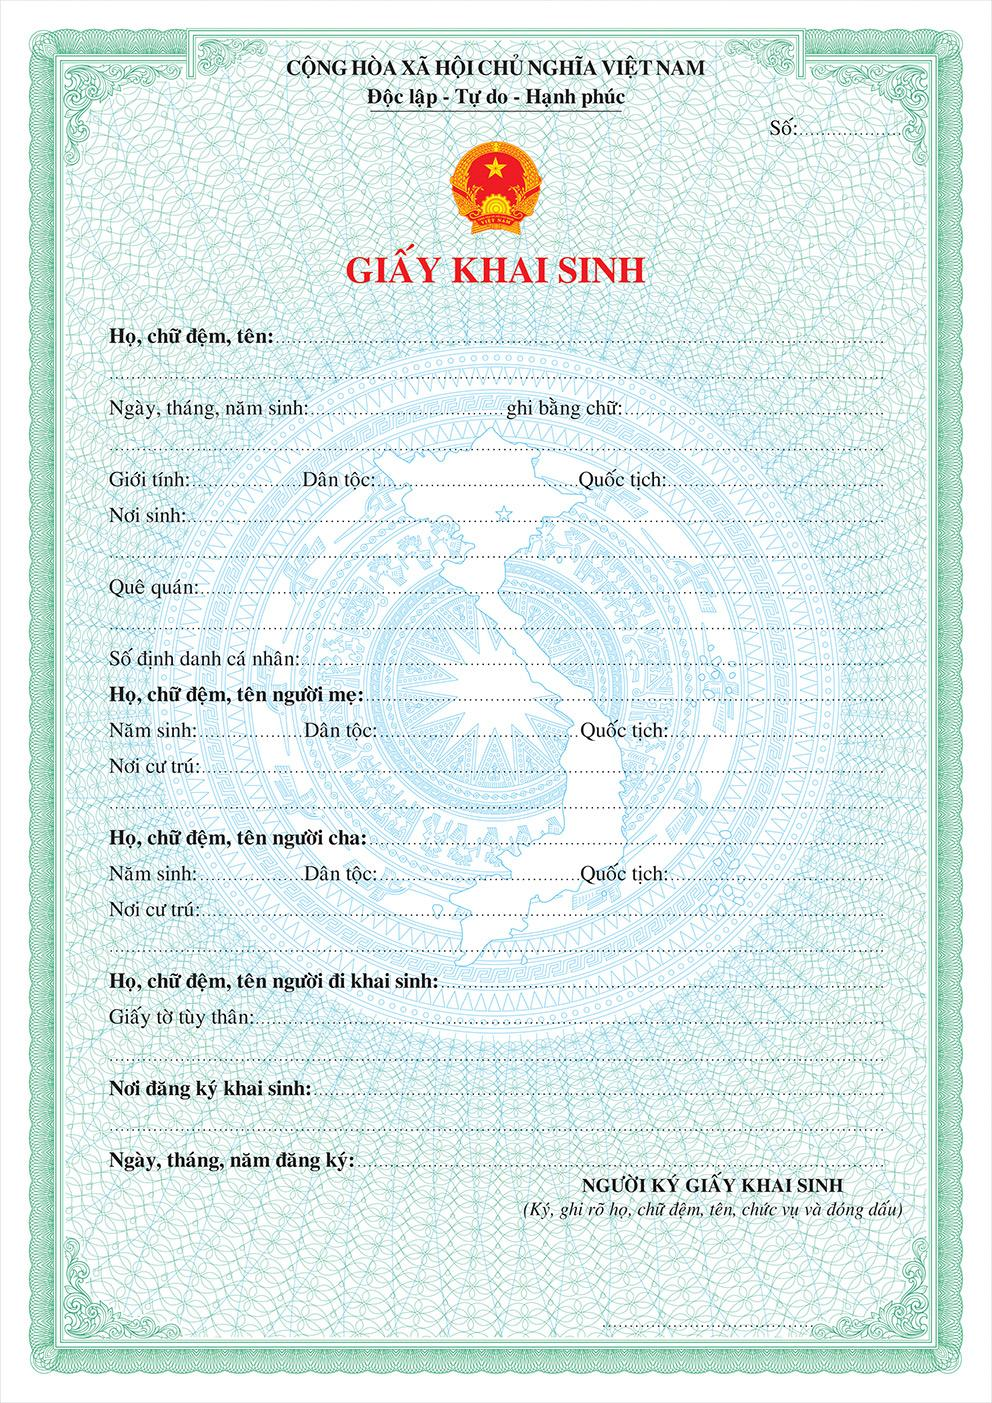 CỘNG HÒA XÃ HỘI CHỦ NGHĨA VIỆT NAM
Độc lập - Tự do - Hạnh phúc
Số:
VIỆT NAM
GIẤY KHAI SINH
Họ, chữ đệm, tên:
Ngày, tháng, năm sinh: ghi bằng chữ:
Giới tính: Dân tộc: Quốc tịch:
Nơi sinh:
Quê quán:
Số định danh cá nhân:
Họ, chữ đệm, tên người mẹ:
Năm sinh: Dân tộc: Quốc tịch:
Nơi cư trú:
Họ, chữ đệm, tên người cha:
Năm sinh: Dân tộc: Quốc tịch:
Nơi cư trú:
Họ, chữ đệm, tên người đi khai sinh:
Giấy tờ tùy thân:
Nơi đăng ký khai sinh:
Ngày, tháng, năm đăng ký:
NGƯỜI KÝ GIẤY KHAI SINH
(Ký, ghi rõ họ, chữ đệm, tên, chức vụ và đóng dấu)